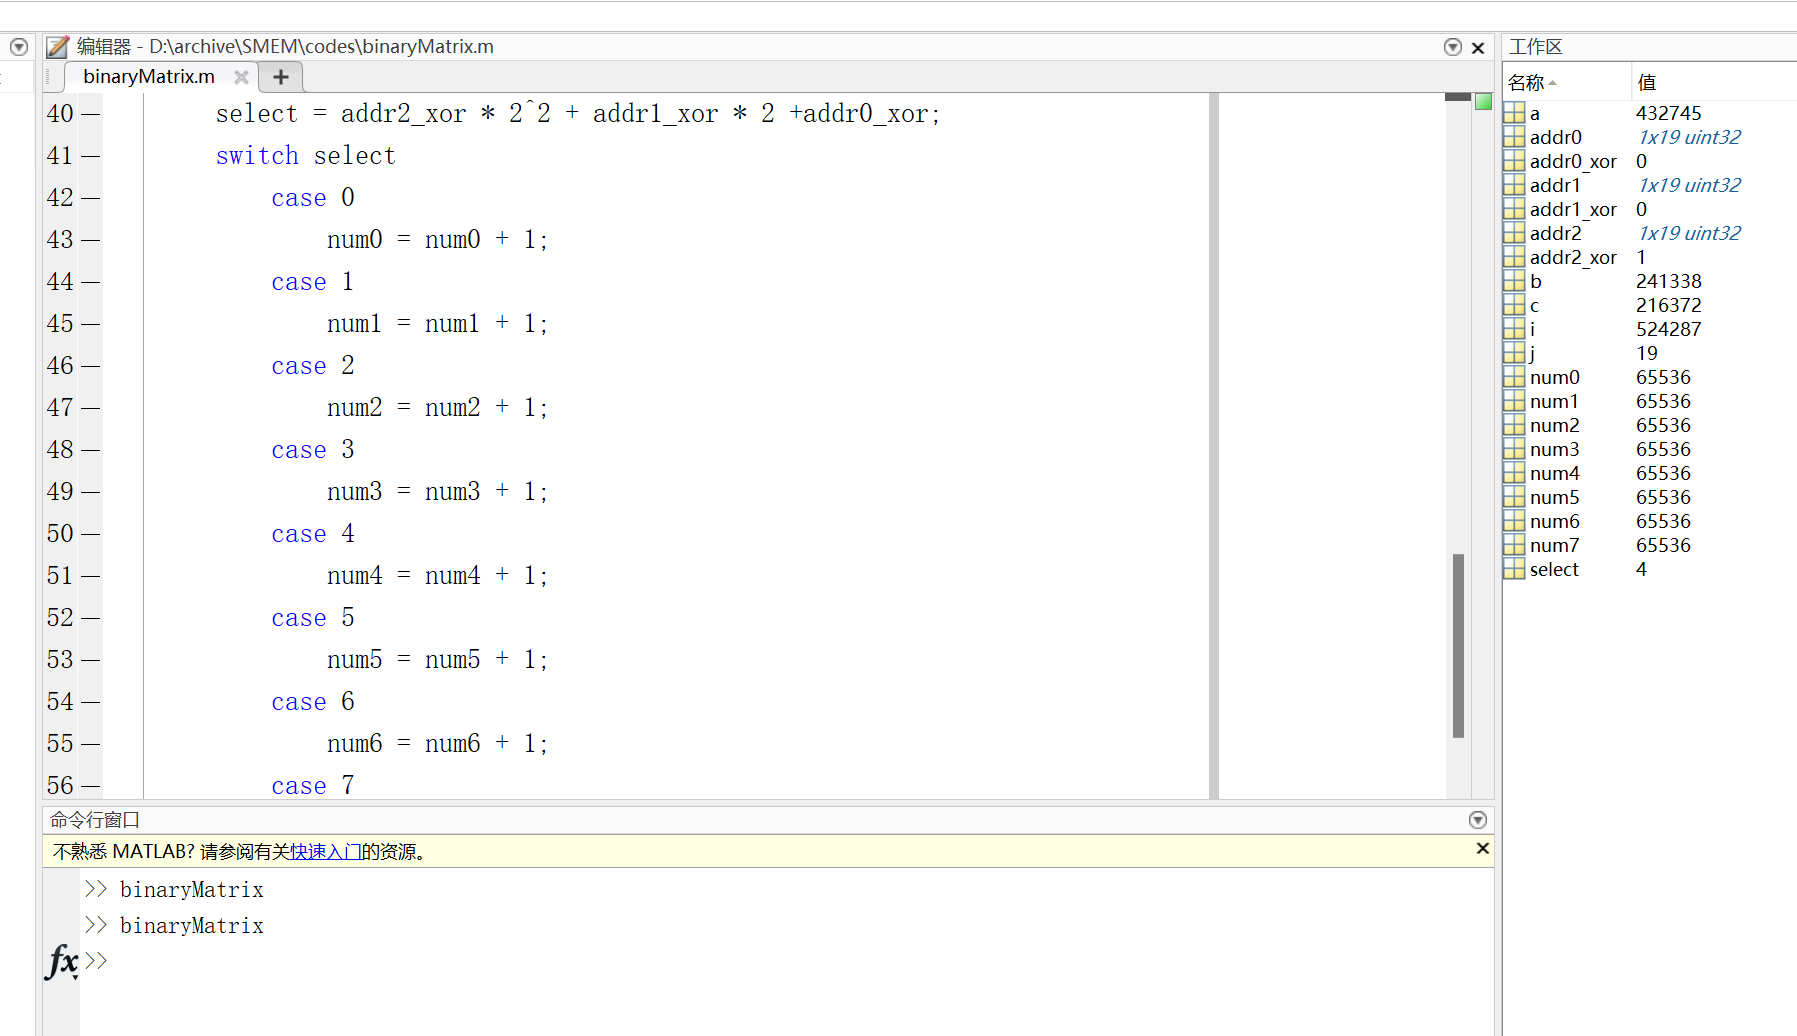 编辑器 - D:\archive\SMEM\codes\binaryMatrix.m
binaryMatrix.m
40 — select = addr2_xor * 2^2 + addr1_xor * 2 +addr0_xor;
41 — switch select
42 — case 0
43 — num0 = num0 + 1;
44 — case 1
45 — num1 = num1 + 1;
46 — case 2
47 — num2 = num2 + 1;
48 — case 3
49 — num3 = num3 + 1;
50 — case 4
51 — num4 = num4 + 1;
52 — case 5
53 — num5 = num5 + 1;
54 — case 6
55 — num6 = num6 + 1;
56 — case 7
命令行窗口
不熟悉 MATLAB? 请参阅有关快速入门的资源。
>> binaryMatrix
>> binaryMatrix
fx >>
工作区
名称 值
a 432745
addr0 1x19 uint32
addr0_xor 0
addr1 1x19 uint32
addr1_xor 0
addr2 1x19 uint32
addr2_xor 1
b 241338
c 216372
i 524287
j 19
num0 65536
num1 65536
num2 65536
num3 65536
num4 65536
num5 65536
num6 65536
num7 65536
select 4